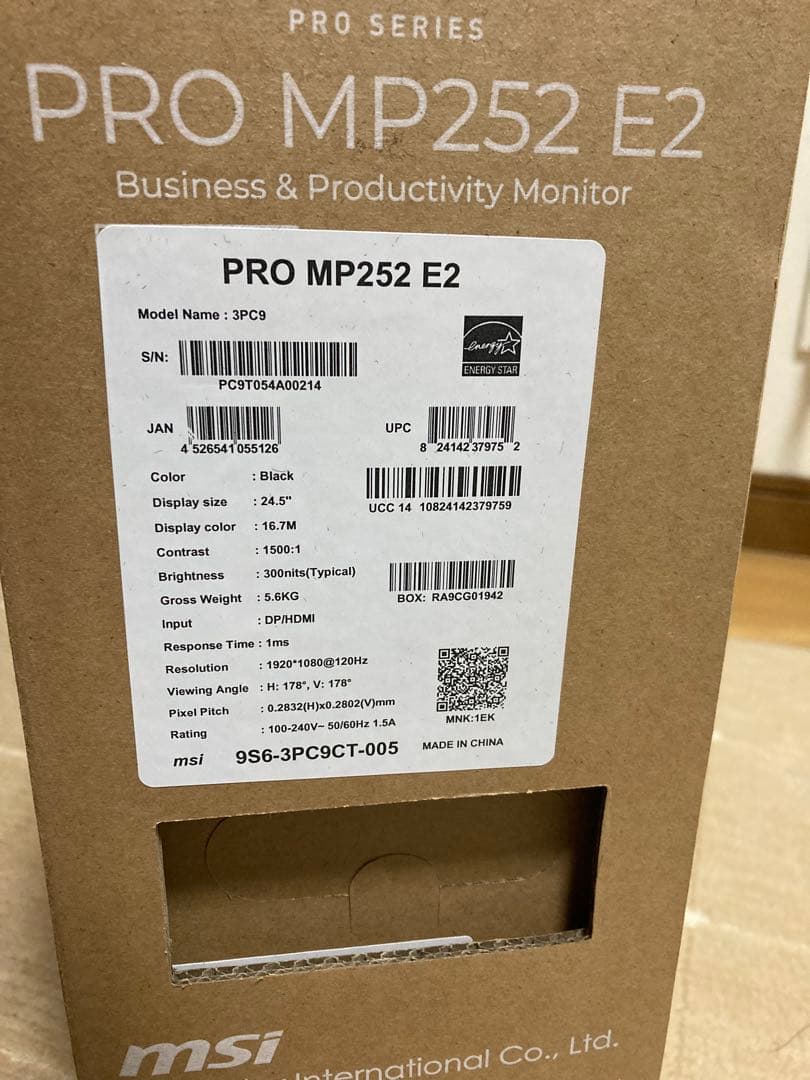 PRO SERIES
PRO MP252 E2
Business & Productivity Monitor
PRO MP252 E2
Model Name : 3PC9
S/N:
PC9T054A00214
energy
ENERGY STAR
JAN
4 526541 055126
UPC
8 24142 37975 2
UCC 14 10824142379759
Color : Black
Display size : 24.5"
Display color : 16.7M
Contrast : 1500:1
Brightness : 300nits(Typical)
Gross Weight : 5.6KG
Input : DP/HDMI
Response Time : 1ms
Resolution : 1920*1080@120Hz
Viewing Angle : H: 178°, V: 178°
Pixel Pitch : 0.2832(H)x0.2802(V)mm
Rating : 100-240V~ 50/60Hz 1.5A
BOX: RA9CG01942
MNK:1EK
msi 9S6-3PC9CT-005 MADE IN CHINA
msi
International Co., Ltd.